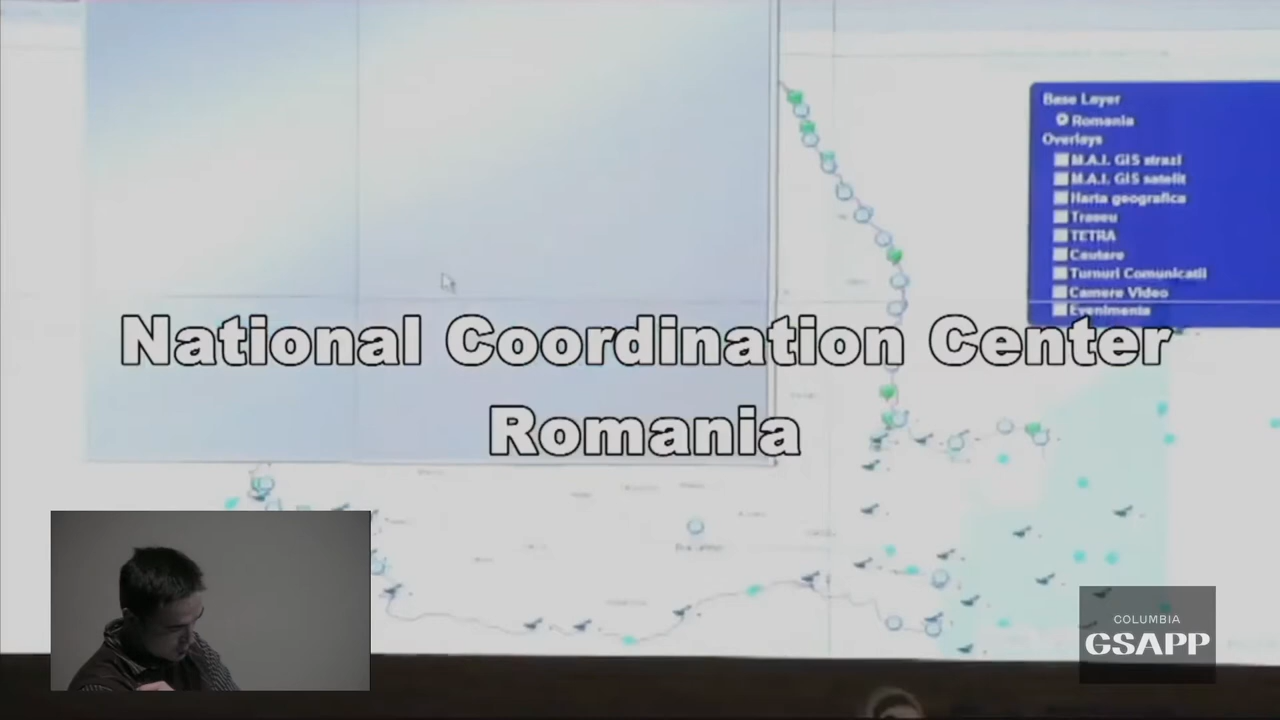 Base Layer
Romania
Overlays
M.A.I. GIS strazi
M.A.I. GIS satelit
Harta geografica
Traseu
TETRA
Cautare
Turnuri Comunicatii
Camere Video
Evenimente
National Coordination Center
Romania
COLUMBIA
GSAPP